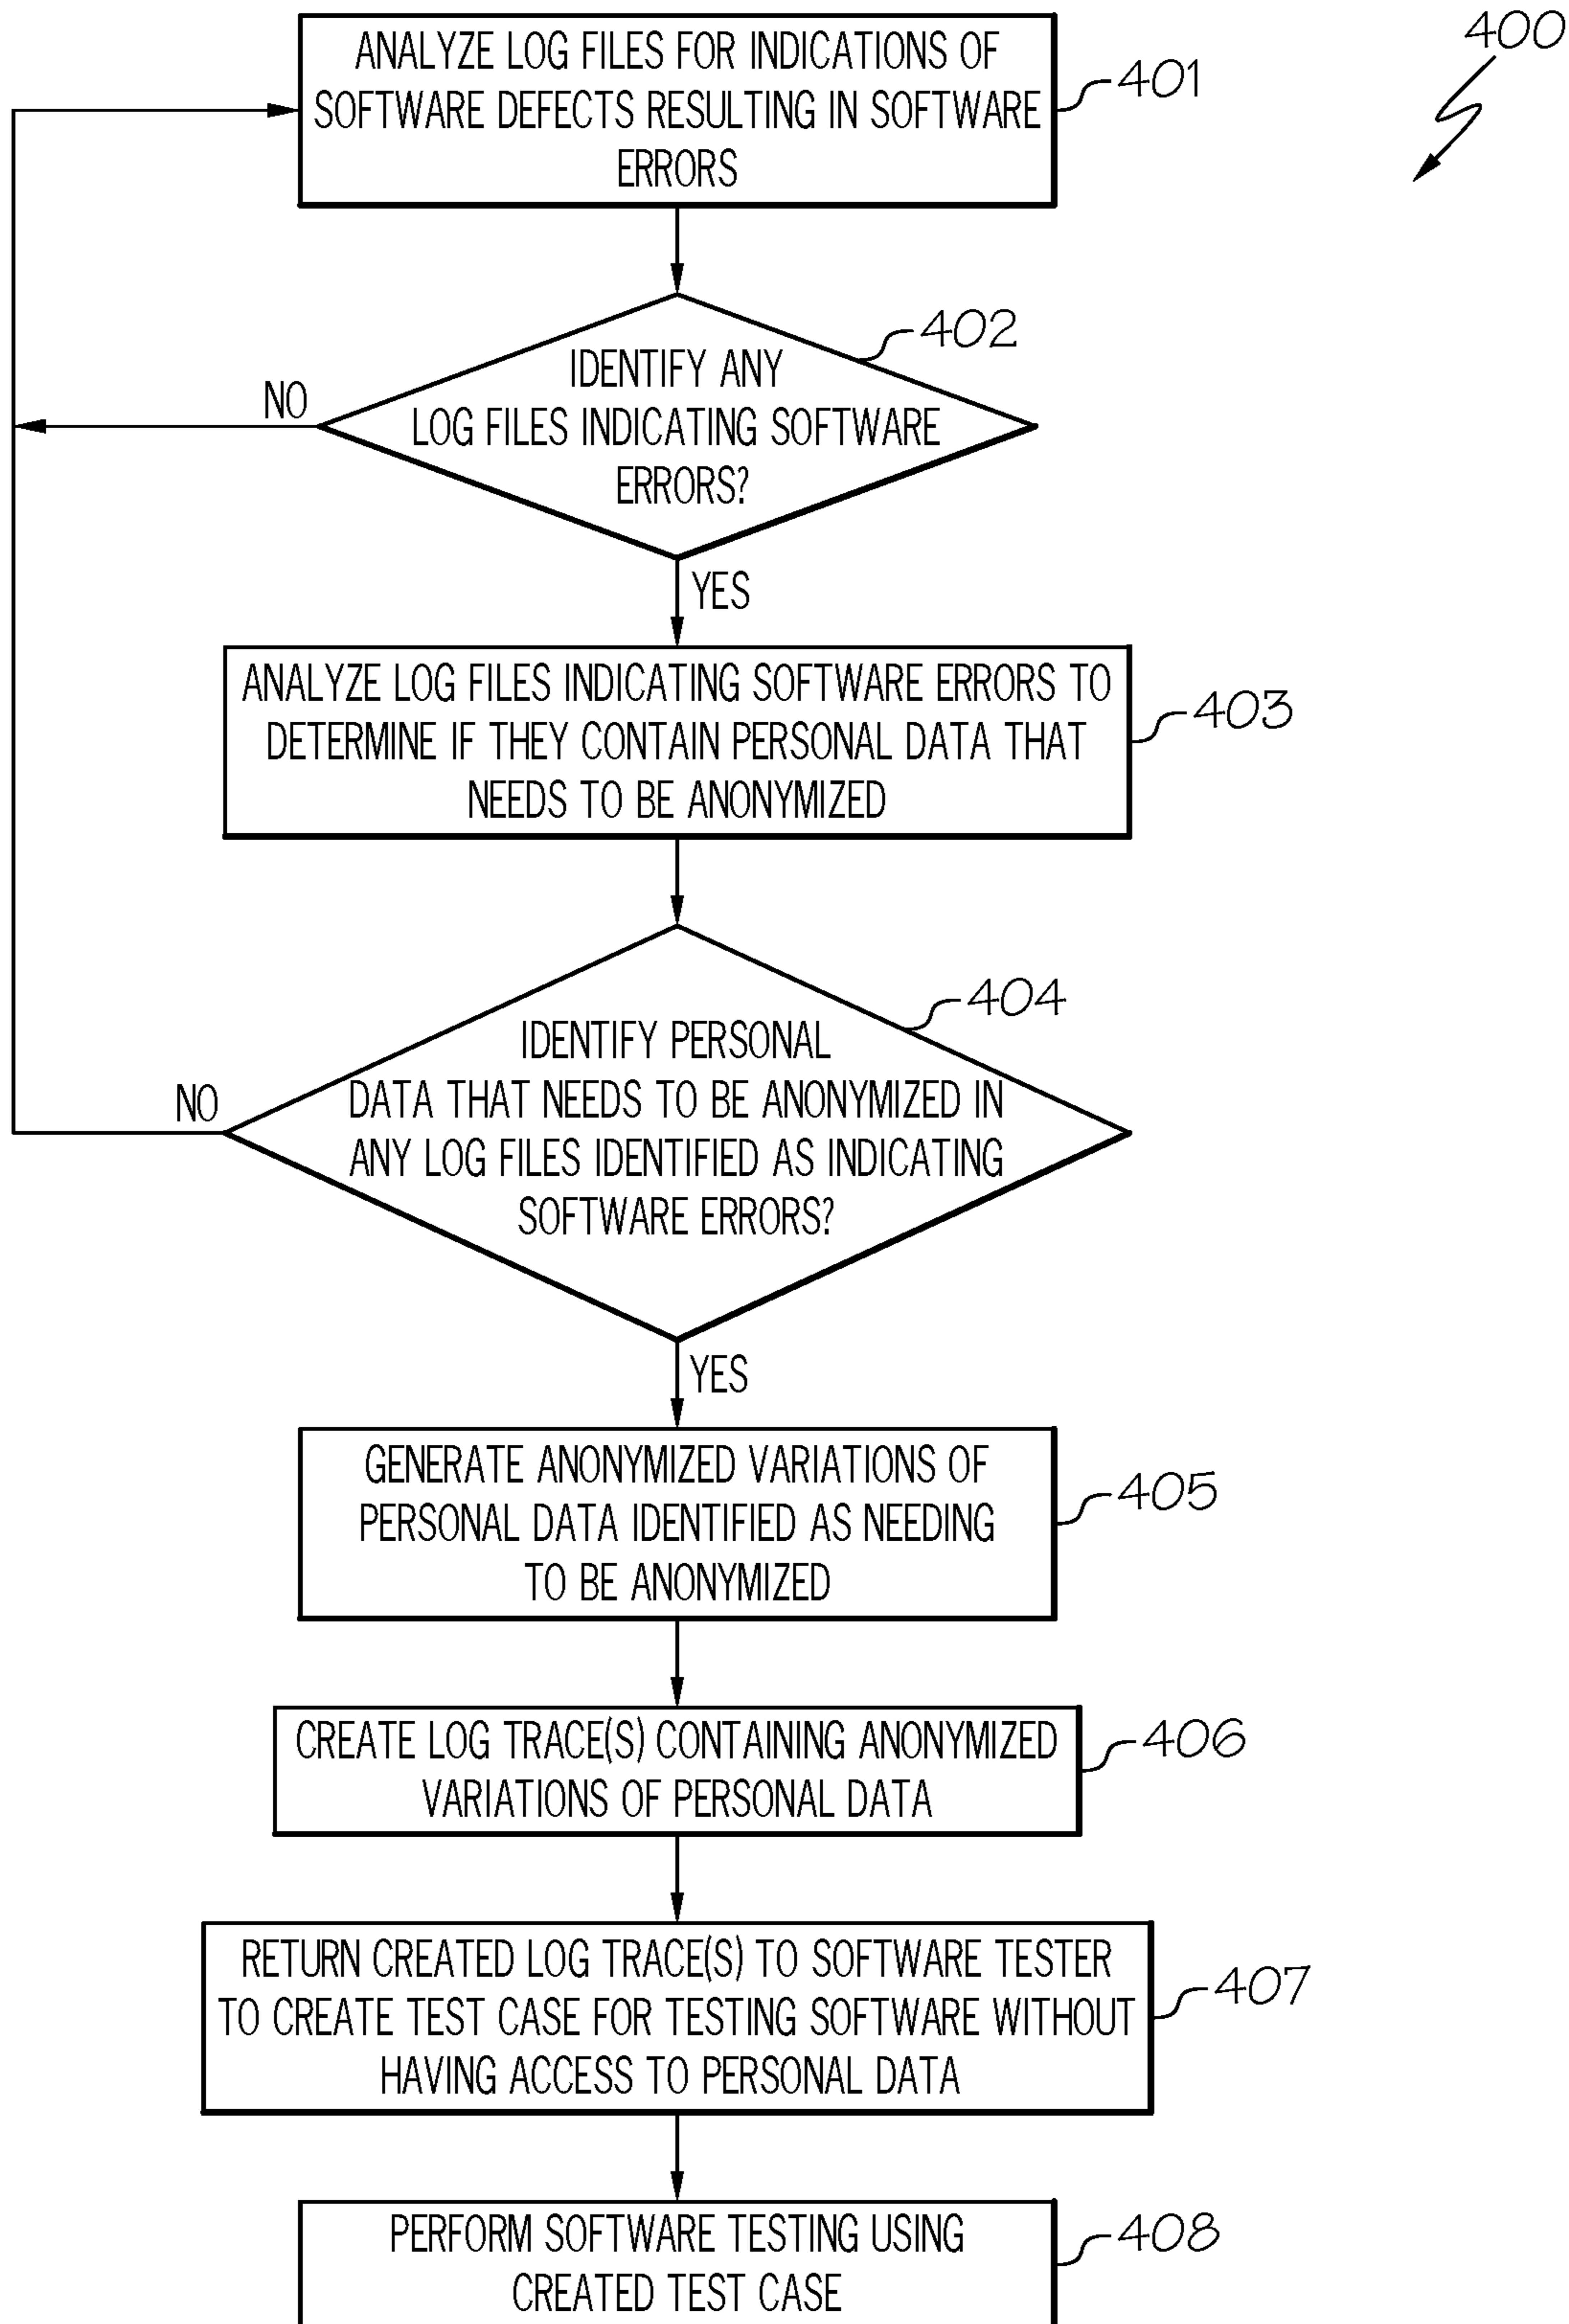 400
ANALYZE LOG FILES FOR INDICATIONS OF
SOFTWARE DEFECTS RESULTING IN SOFTWARE
ERRORS
401
402
IDENTIFY ANY
LOG FILES INDICATING SOFTWARE
ERRORS?
NO
YES
ANALYZE LOG FILES INDICATING SOFTWARE ERRORS TO
DETERMINE IF THEY CONTAIN PERSONAL DATA THAT
NEEDS TO BE ANONYMIZED
403
404
IDENTIFY PERSONAL
DATA THAT NEEDS TO BE ANONYMIZED IN
ANY LOG FILES IDENTIFIED AS INDICATING
SOFTWARE ERRORS?
NO
YES
GENERATE ANONYMIZED VARIATIONS OF
PERSONAL DATA IDENTIFIED AS NEEDING
TO BE ANONYMIZED
405
CREATE LOG TRACE(S) CONTAINING ANONYMIZED
VARIATIONS OF PERSONAL DATA
406
RETURN CREATED LOG TRACE(S) TO SOFTWARE TESTER
TO CREATE TEST CASE FOR TESTING SOFTWARE WITHOUT
HAVING ACCESS TO PERSONAL DATA
407
PERFORM SOFTWARE TESTING USING
CREATED TEST CASE
408